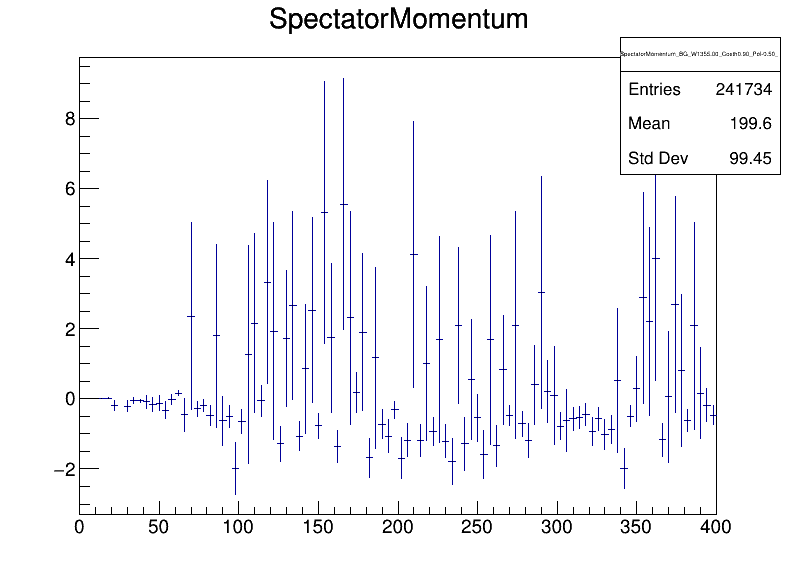 SpectatorMomentum
SpectatorMomentum_BG_W1355.00_Costh0.90_Pol-0.50_
Entries 241734
Mean 199.6
Std Dev 99.45
8
6
4
2
0
−2
0 50 100 150 200 250 300 350 400